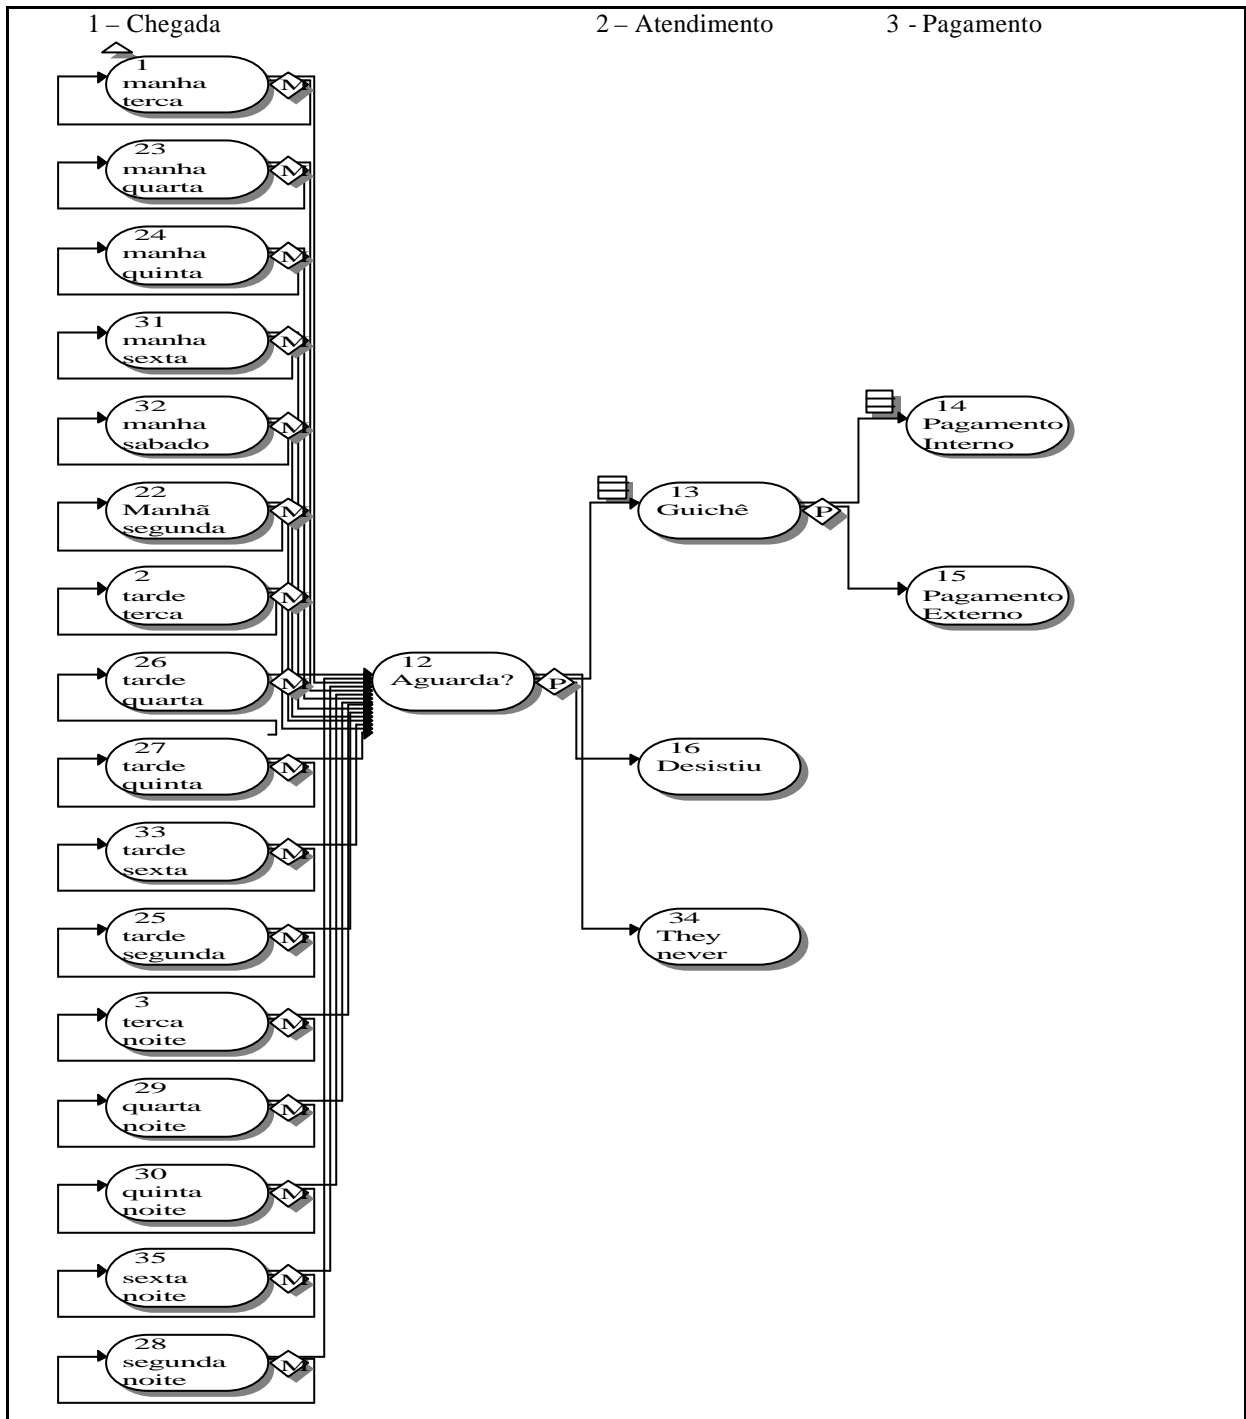 1 – Chegada
2 – Atendimento
3 - Pagamento
1
manha
terca
M
23
manha
quarta
M
24
manha
quinta
M
31
manha
sexta
M
32
manha
sabado
M
22
Manhã
segunda
M
2
tarde
terca
M
26
tarde
quarta
M
27
tarde
quinta
M
33
tarde
sexta
M
25
tarde
segunda
M
3
terca
noite
M
29
quarta
noite
M
30
quinta
noite
M
35
sexta
noite
M
28
segunda
noite
M
12
Aguarda?
P
13
Guichê
P
16
Desistiu
34
They
never
14
Pagamento
Interno
15
Pagamento
Externo